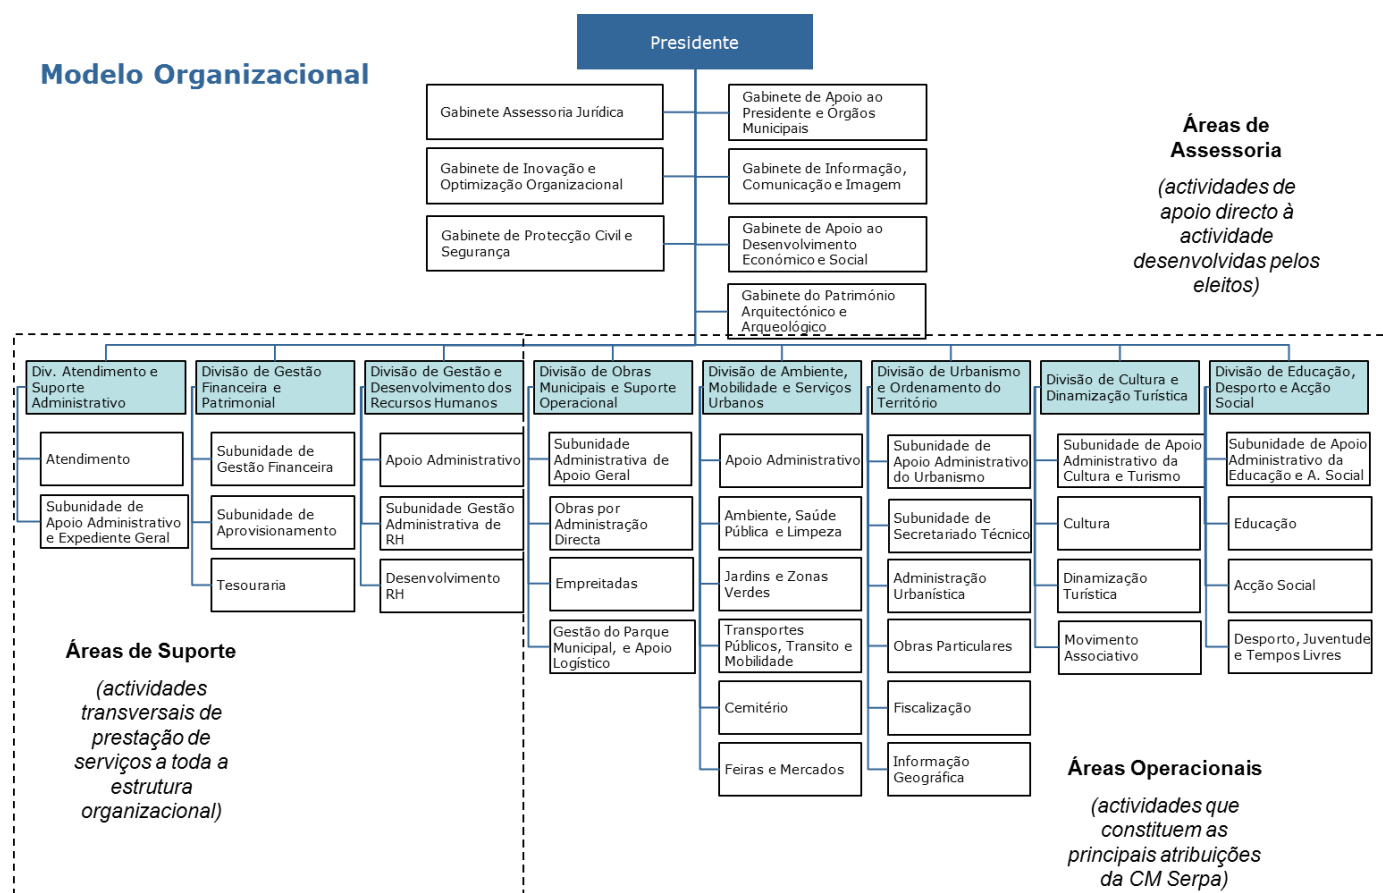 Presidente
Modelo Organizacional
Gabinete Assessoria Jurídica
Gabinete de Apoio ao
Presidente e Órgãos
Municipais
Gabinete de Inovação e
Optimização Organizacional
Gabinete de Informação,
Comunicação e Imagem
Gabinete de Protecção Civil e
Segurança
Gabinete de Apoio ao
Desenvolvimento
Económico e Social
Gabinete do Património
Arquitectónico e
Arqueológico
Áreas de
Assessoria
(actividades de
apoio directo à
actividade
desenvolvidas pelos
eleitos)
Div. Atendimento e
Suporte
Administrativo
Atendimento
Subunidade de
Apoio Administrativo
e Expediente Geral
Divisão de Gestão
Financeira e
Patrimonial
Subunidade de
Gestão Financeira
Subunidade de
Aprovisionamento
Tesouraria
Divisão de Gestão e
Desenvolvimento dos
Recursos Humanos
Apoio Administrativo
Subunidade Gestão
Administrativa de
RH
Desenvolvimento
RH
Divisão de Obras
Municipais e Suporte
Operacional
Subunidade
Administrativa de
Apoio Geral
Obras por
Administração
Directa
Empreitadas
Gestão do Parque
Municipal, e Apoio
Logístico
Divisão de Ambiente,
Mobilidade e Serviços
Urbanos
Apoio Administrativo
Ambiente, Saúde
Pública e Limpeza
Jardins e Zonas
Verdes
Transportes
Públicos, Transito e
Mobilidade
Cemitério
Feiras e Mercados
Divisão de Urbanismo
e Ordenamento do
Território
Subunidade de
Apoio Administrativo
do Urbanismo
Subunidade de
Secretariado Técnico
Administração
Urbanística
Obras Particulares
Fiscalização
Informação
Geográfica
Divisão de Cultura e
Dinamização Turística
Subunidade de Apoio
Administrativo da
Cultura e Turismo
Cultura
Dinamização
Turística
Movimento
Associativo
Divisão de Educação,
Desporto e Acção
Social
Subunidade de Apoio
Administrativo da
Educação e A. Social
Educação
Acção Social
Desporto, Juventude
e Tempos Livres
Áreas de Suporte
(actividades
transversais de
prestação de
serviços a toda a
estrutura
organizacional)
Áreas Operacionais
(actividades que
constituem as
principais atribuições
da CM Serpa)